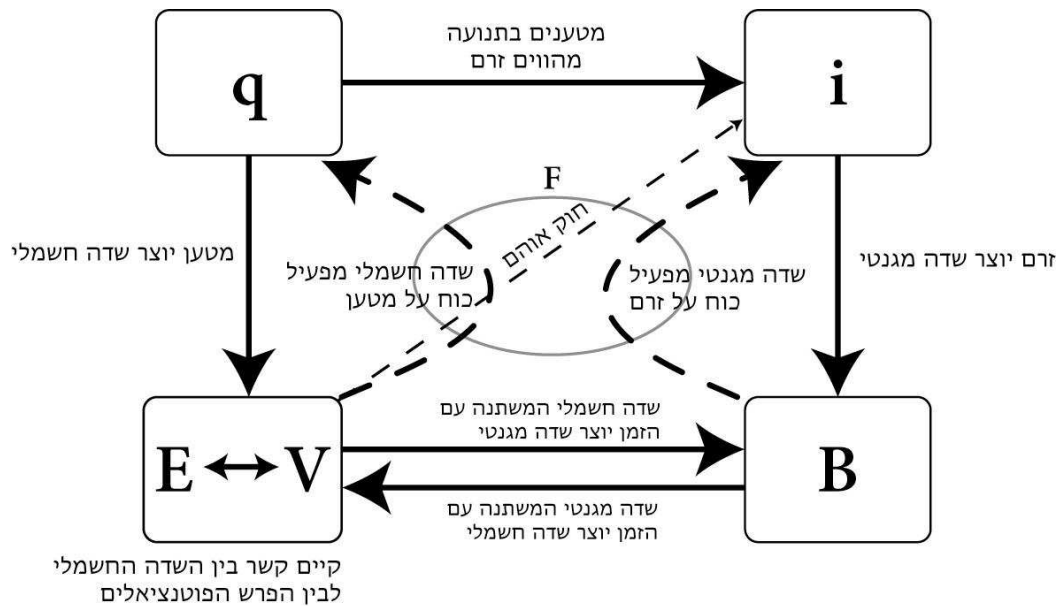 q
מטענים בתנועה
מהווים זרם
i
F
חוק אוהם
מטען יוצר שדה חשמלי
שדה חשמלי מפעיל
כוח על מטען
שדה מגנטי מפעיל
כוח על זרם
זרם יוצר שדה מגנטי
שדה חשמלי המשתנה עם
הזמן יוצר שדה מגנטי
E V
B
שדה מגנטי המשתנה עם
הזמן יוצר שדה חשמלי
קיים קשר בין השדה החשמלי
לבין הפרש הפוטנציאלים